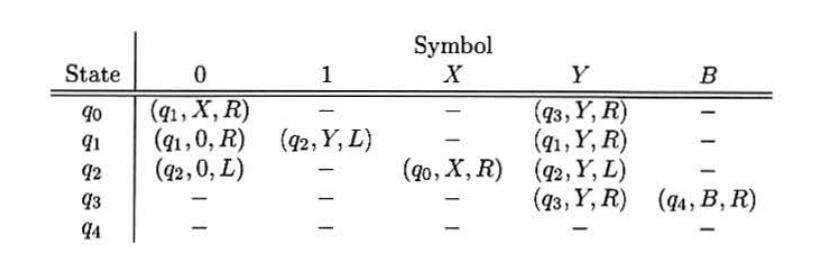 Symbol
State 0 1 X Y B
q0 (q1, X, R) – – (q3, Y, R) –
q1 (q1, 0, R) (q2, Y, L) – (q1, Y, R) –
q2 (q2, 0, L) – (q0, X, R) (q2, Y, L) –
q3 – – – (q3, Y, R) (q4, B, R)
q4 – – – – –